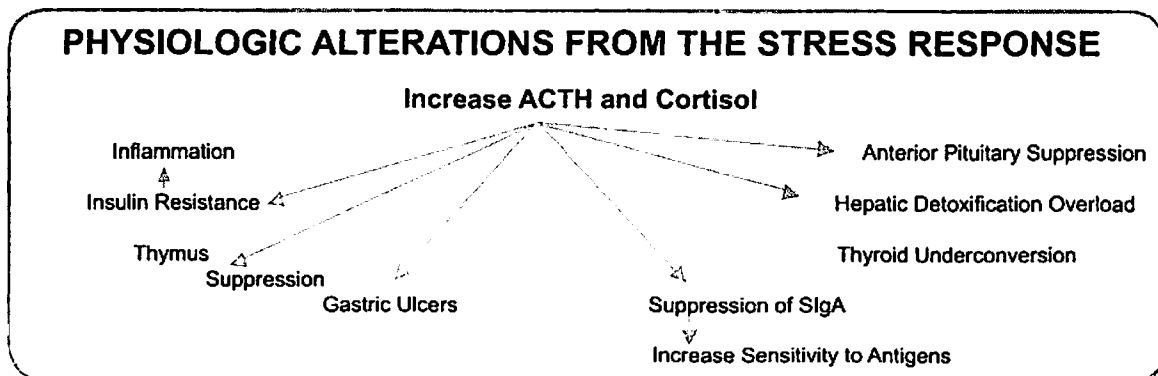 PHYSIOLOGIC ALTERATIONS FROM THE STRESS RESPONSE
Increase ACTH and Cortisol
Inflammation
Anterior Pituitary Suppression
Insulin Resistance
Hepatic Detoxification Overload
Thymus
Suppression
Thyroid Underconversion
Gastric Ulcers
Suppression of SIgA
Increase Sensitivity to Antigens